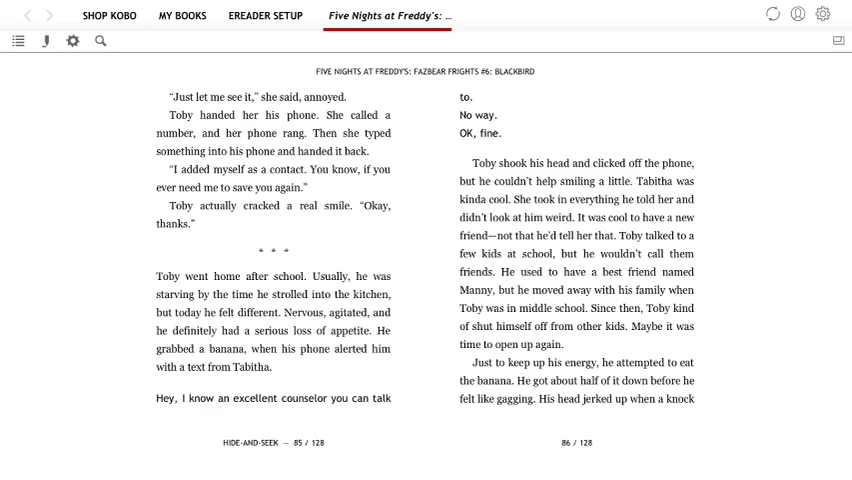 SHOP KOBO
MY BOOKS
EREADER SETUP
Five Nights at Freddy's: ...
FIVE NIGHTS AT FREDDY'S: FAZBEAR FRIGHTS #6: BLACKBIRD
“Just let me see it,” she said, annoyed.
Toby handed her his phone. She called a
number, and her phone rang. Then she typed
something into his phone and handed it back.
“I added myself as a contact. You know, if you
ever need me to save you again.”
Toby actually cracked a real smile. “Okay,
thanks.”
* * *
Toby went home after school. Usually, he was
starving by the time he strolled into the kitchen,
but today he felt different. Nervous, agitated, and
he definitely had a serious loss of appetite. He
grabbed a banana, when his phone alerted him
with a text from Tabitha.
Hey, I know an excellent counselor you can talk
HIDE-AND-SEEK — 85 / 128
to.
No way.
OK, fine.
Toby shook his head and clicked off the phone,
but he couldn’t help smiling a little. Tabitha was
kinda cool. She took in everything he told her and
didn’t look at him weird. It was cool to have a new
friend—not that he’d tell her that. Toby talked to a
few kids at school, but he wouldn’t call them
friends. He used to have a best friend named
Manny, but he moved away with his family when
Toby was in middle school. Since then, Toby kind
of shut himself off from other kids. Maybe it was
time to open up again.
Just to keep up his energy, he attempted to eat
the banana. He got about half of it down before he
felt like gagging. His head jerked up when a knock
86 / 128